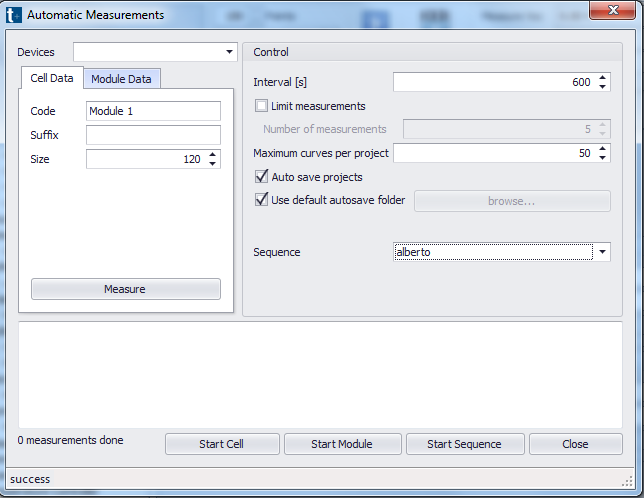 Automatic Measurements
Devices
Cell Data
Module Data
Code
Module 1
Suffix
Size
120
Measure
Control
Interval [s]
600
Limit measurements
Number of measurements
5
Maximum curves per project
50
Auto save projects
Use default autosave folder
browse...
Sequence
alberto
0 measurements done
Start Cell
Start Module
Start Sequence
Close
success